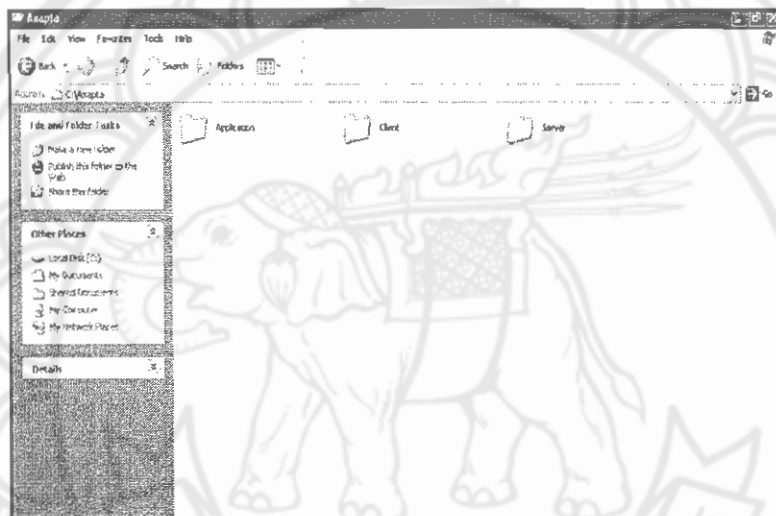 Axapta
File Edit View Favorites Tools Help
Back Search Folders
Address C:\Axapta Go
File and Folder Tasks
Make a new folder
Publish this folder to the
Web
Share this folder
Other Places
Local Disk (C:)
My Documents
Shared Documents
My Computer
My Network Places
Details
Application Client Server